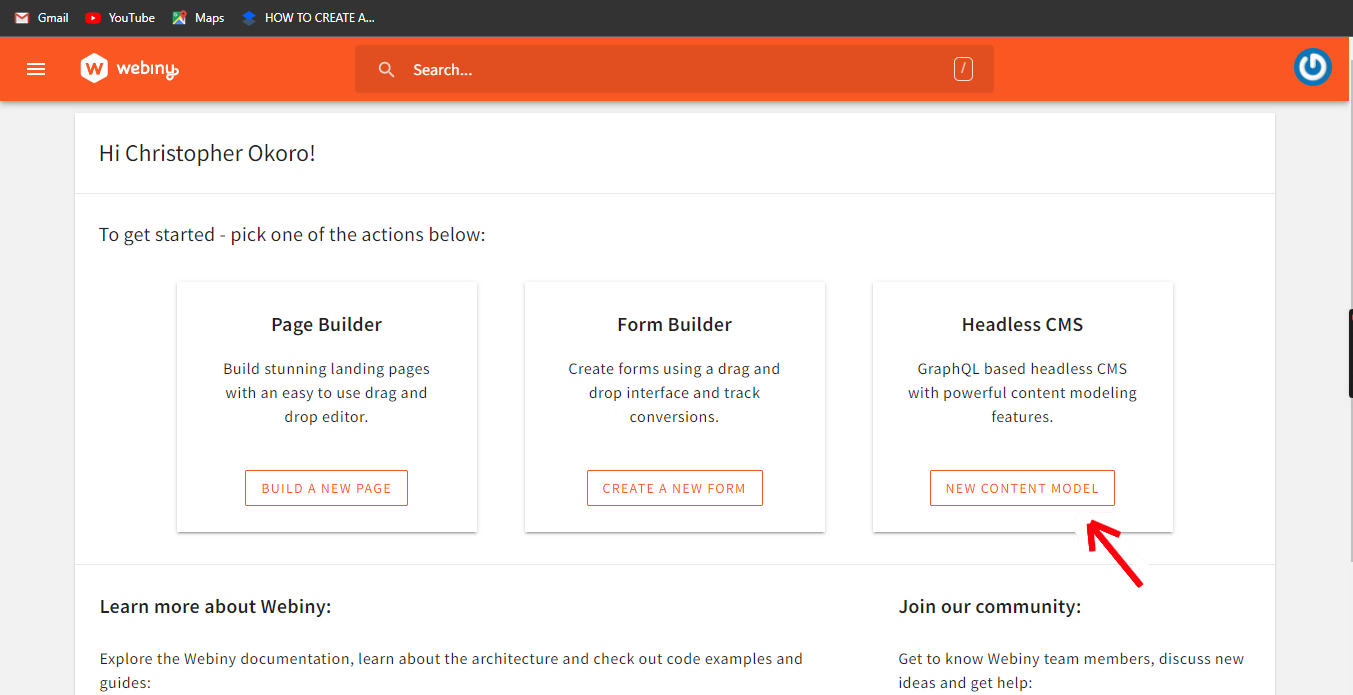 Gmail YouTube Maps HOW TO CREATE A...
webiny Search... /
Hi Christopher Okoro!
To get started - pick one of the actions below:
Page Builder
Build stunning landing pages
with an easy to use drag and
drop editor.
BUILD A NEW PAGE
Form Builder
Create forms using a drag and
drop interface and track
conversions.
CREATE A NEW FORM
Headless CMS
GraphQL based headless CMS
with powerful content modeling
features.
NEW CONTENT MODEL
Learn more about Webiny:
Explore the Webiny documentation, learn about the architecture and check out code examples and
guides:
Join our community:
Get to know Webiny team members, discuss new
ideas and get help: